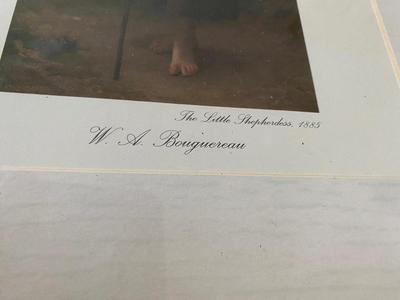 The Little Shepherdess, 1885
W. A. Bouguereau